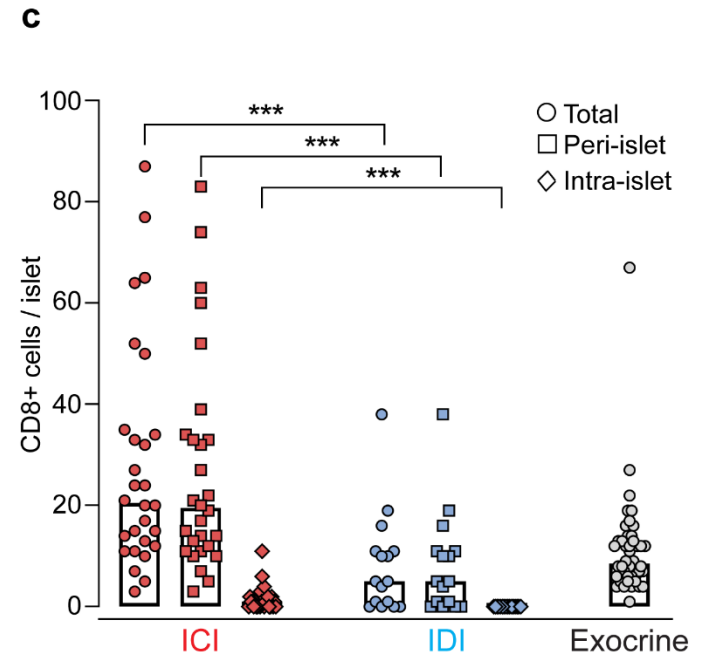 c
100
80
60
40
20
0
CD8+ cells / islet
***
***
***
Total
Peri-islet
Intra-islet
ICI
IDI
Exocrine